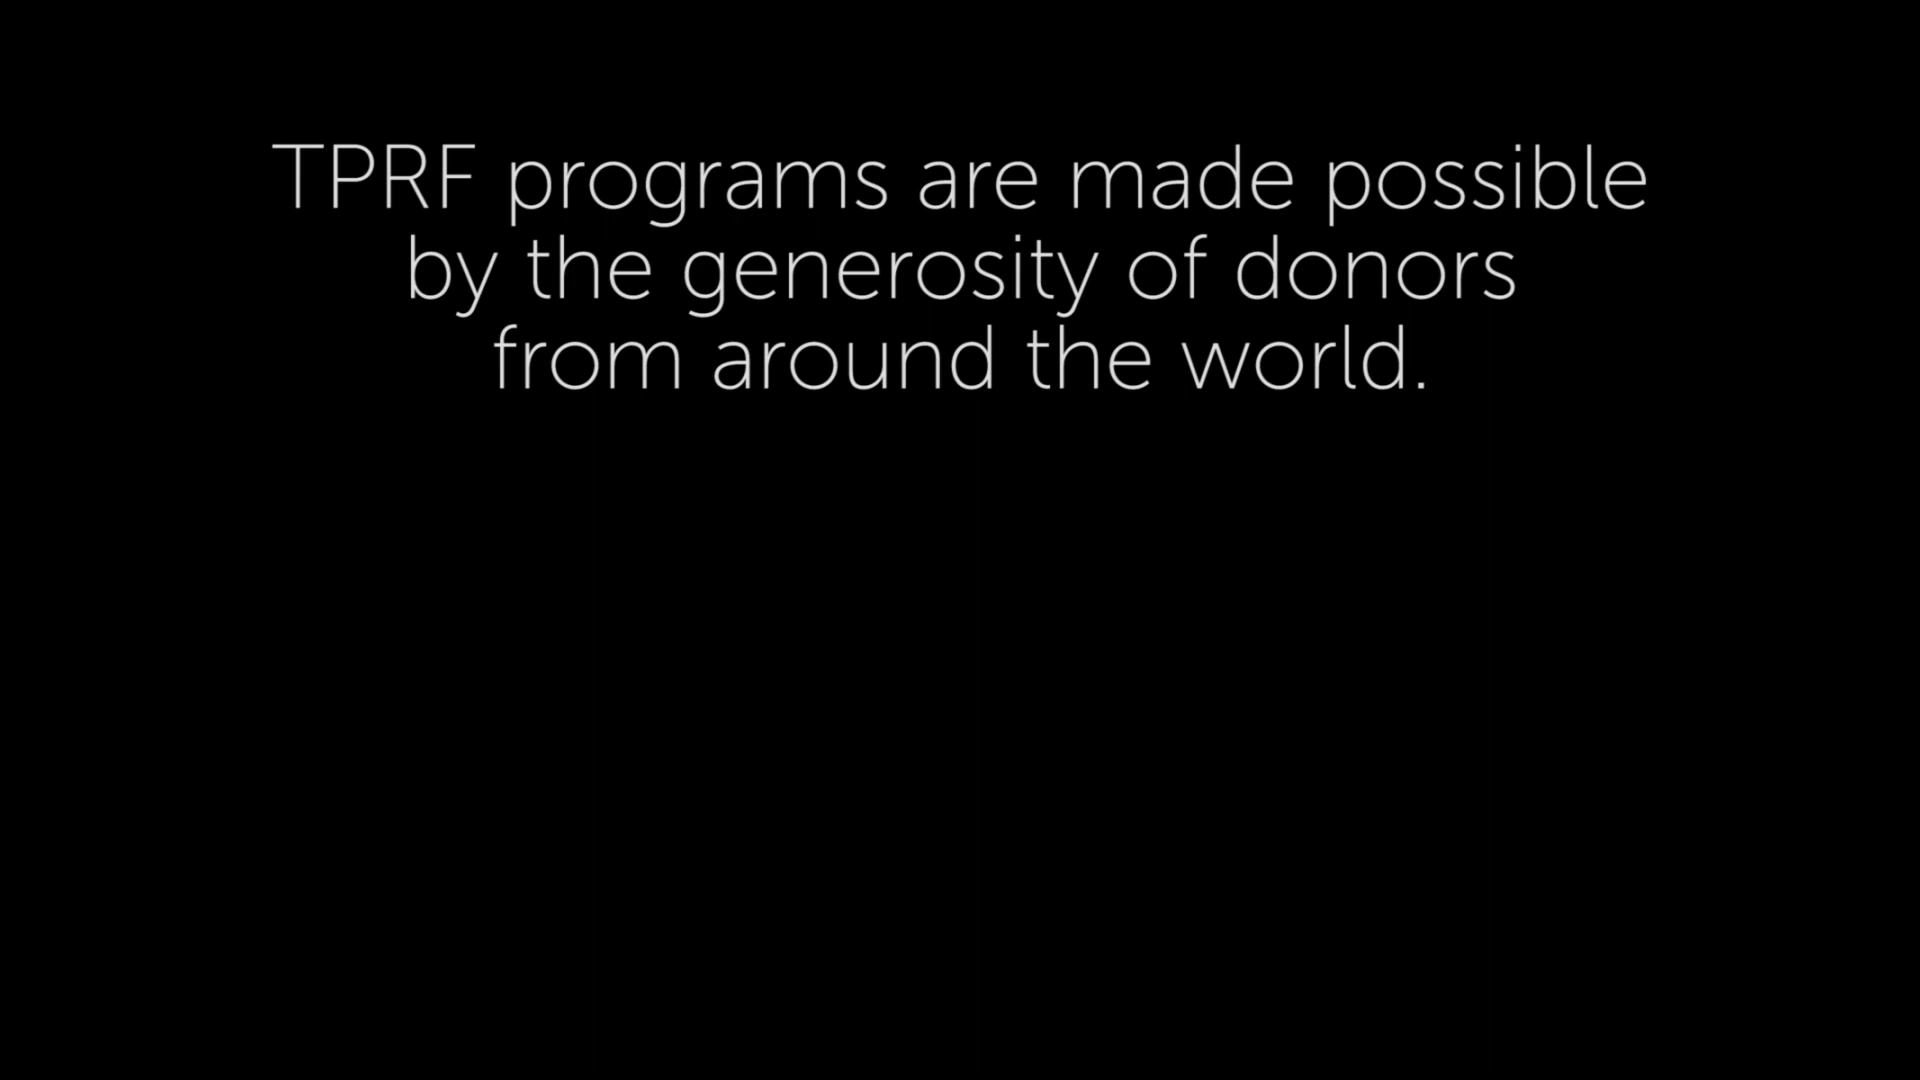 TPRF programs are made possible
by the generosity of donors
from around the world.